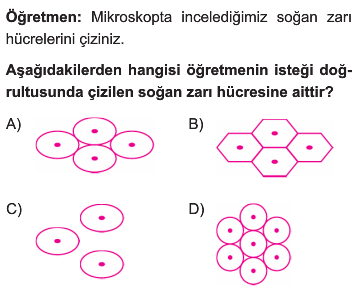 Öğretmen: Mikroskopta incelediğimiz soğan zarı
hücrelerini çiziniz.
Aşağıdakilerden hangisi öğretmenin isteği doğ-
rultusunda çizilen soğan zarı hücresine aittir?
A)
B)
C)
D)